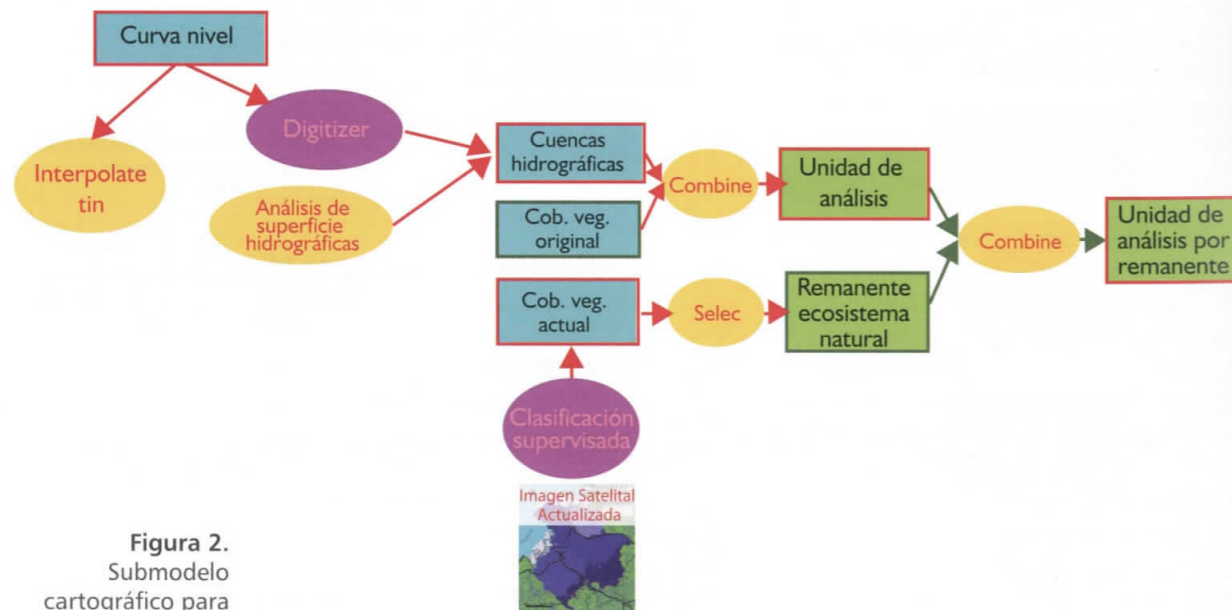 Curva nivel
Digitizer
Interpolate
tin
Análisis de
superficie
hidrográficas
Cuencas
hidrográficas
Combine
Unidad de
análisis
Cob. veg.
original
Combine
Unidad de
análisis por
remanente
Cob. veg.
actual
Selec
Remanente
ecosistema
natural
Clasificación
supervisada
Imagen Satelital
Actualizada
Figura 2.
Submodelo
cartográfico para